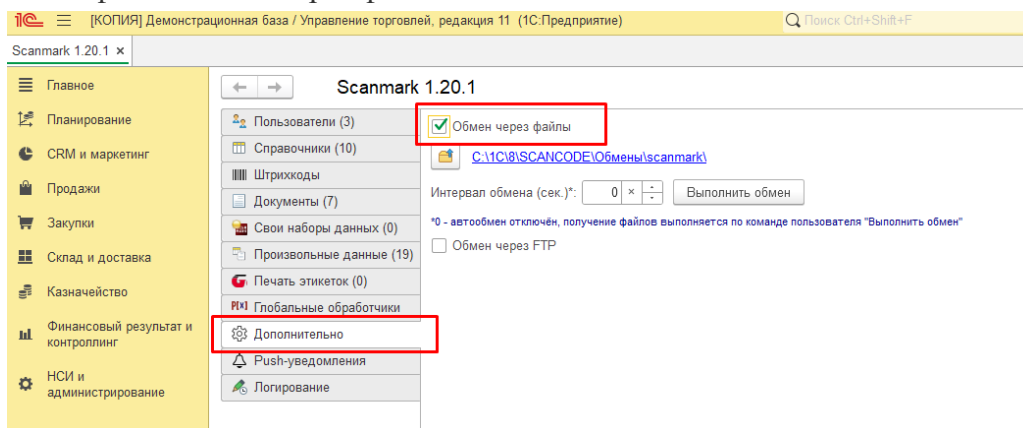 [КОПИЯ] Демонстрационная база / Управление торговлей, редакция 11 (1С:Предприятие)
Поиск Ctrl+Shift+F
Scanmark 1.20.1 ×
Главное
Планирование
CRM и маркетинг
Продажи
Закупки
Склад и доставка
Казначейство
Финансовый результат и
контроллинг
НСИ и
администрирование
Scanmark 1.20.1
Пользователи (3)
Справочники (10)
Штрихкоды
Документы (7)
Свои наборы данных (0)
Произвольные данные (19)
Печать этикеток (0)
P[X] Глобальные обработчики
Дополнительно
Push-уведомления
Логирование
Обмен через файлы
C:\1C\8\SCANCODE\Обмены\scanmark\
Интервал обмена (сек.)*: 0 × Выполнить обмен
*0 - автообмен отключён, получение файлов выполняется по команде пользователя "Выполнить обмен"
Обмен через FTP